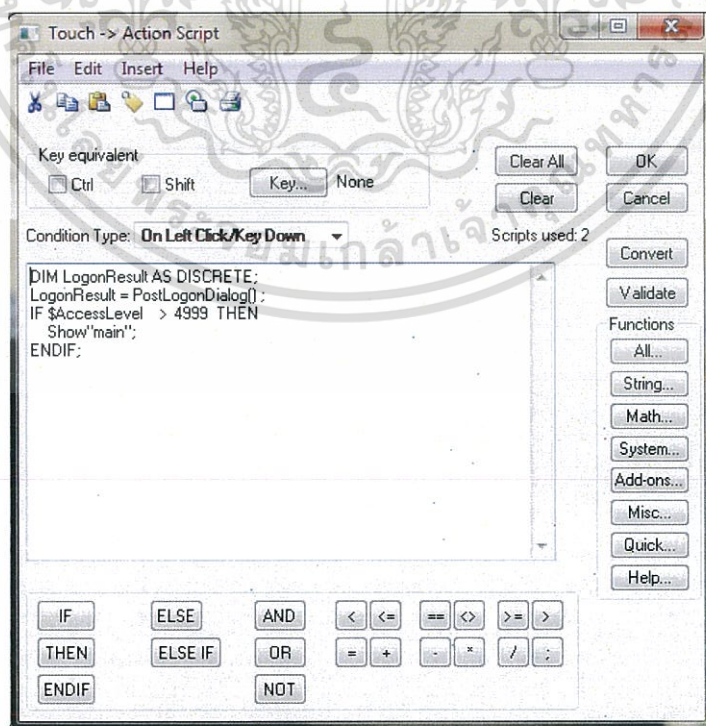 Touch -> Action Script
File Edit Insert Help
Key equivalent
Ctrl
Shift
Key...
None
Clear All
OK
Clear
Cancel
Condition Type: On Left Click/Key Down
Scripts used: 2
Convert
Validate
DIM LogonResult AS DISCRETE;
LogonResult = PostLogonDialog() ;
IF $AccessLevel > 4999 THEN
Show"main";
ENDIF;
Functions
All...
String...
Math...
System...
Add-ons...
Misc...
Quick...
Help...
IF ELSE AND < <= == <> >= >
THEN ELSE IF OR = + - * / ;
ENDIF NOT